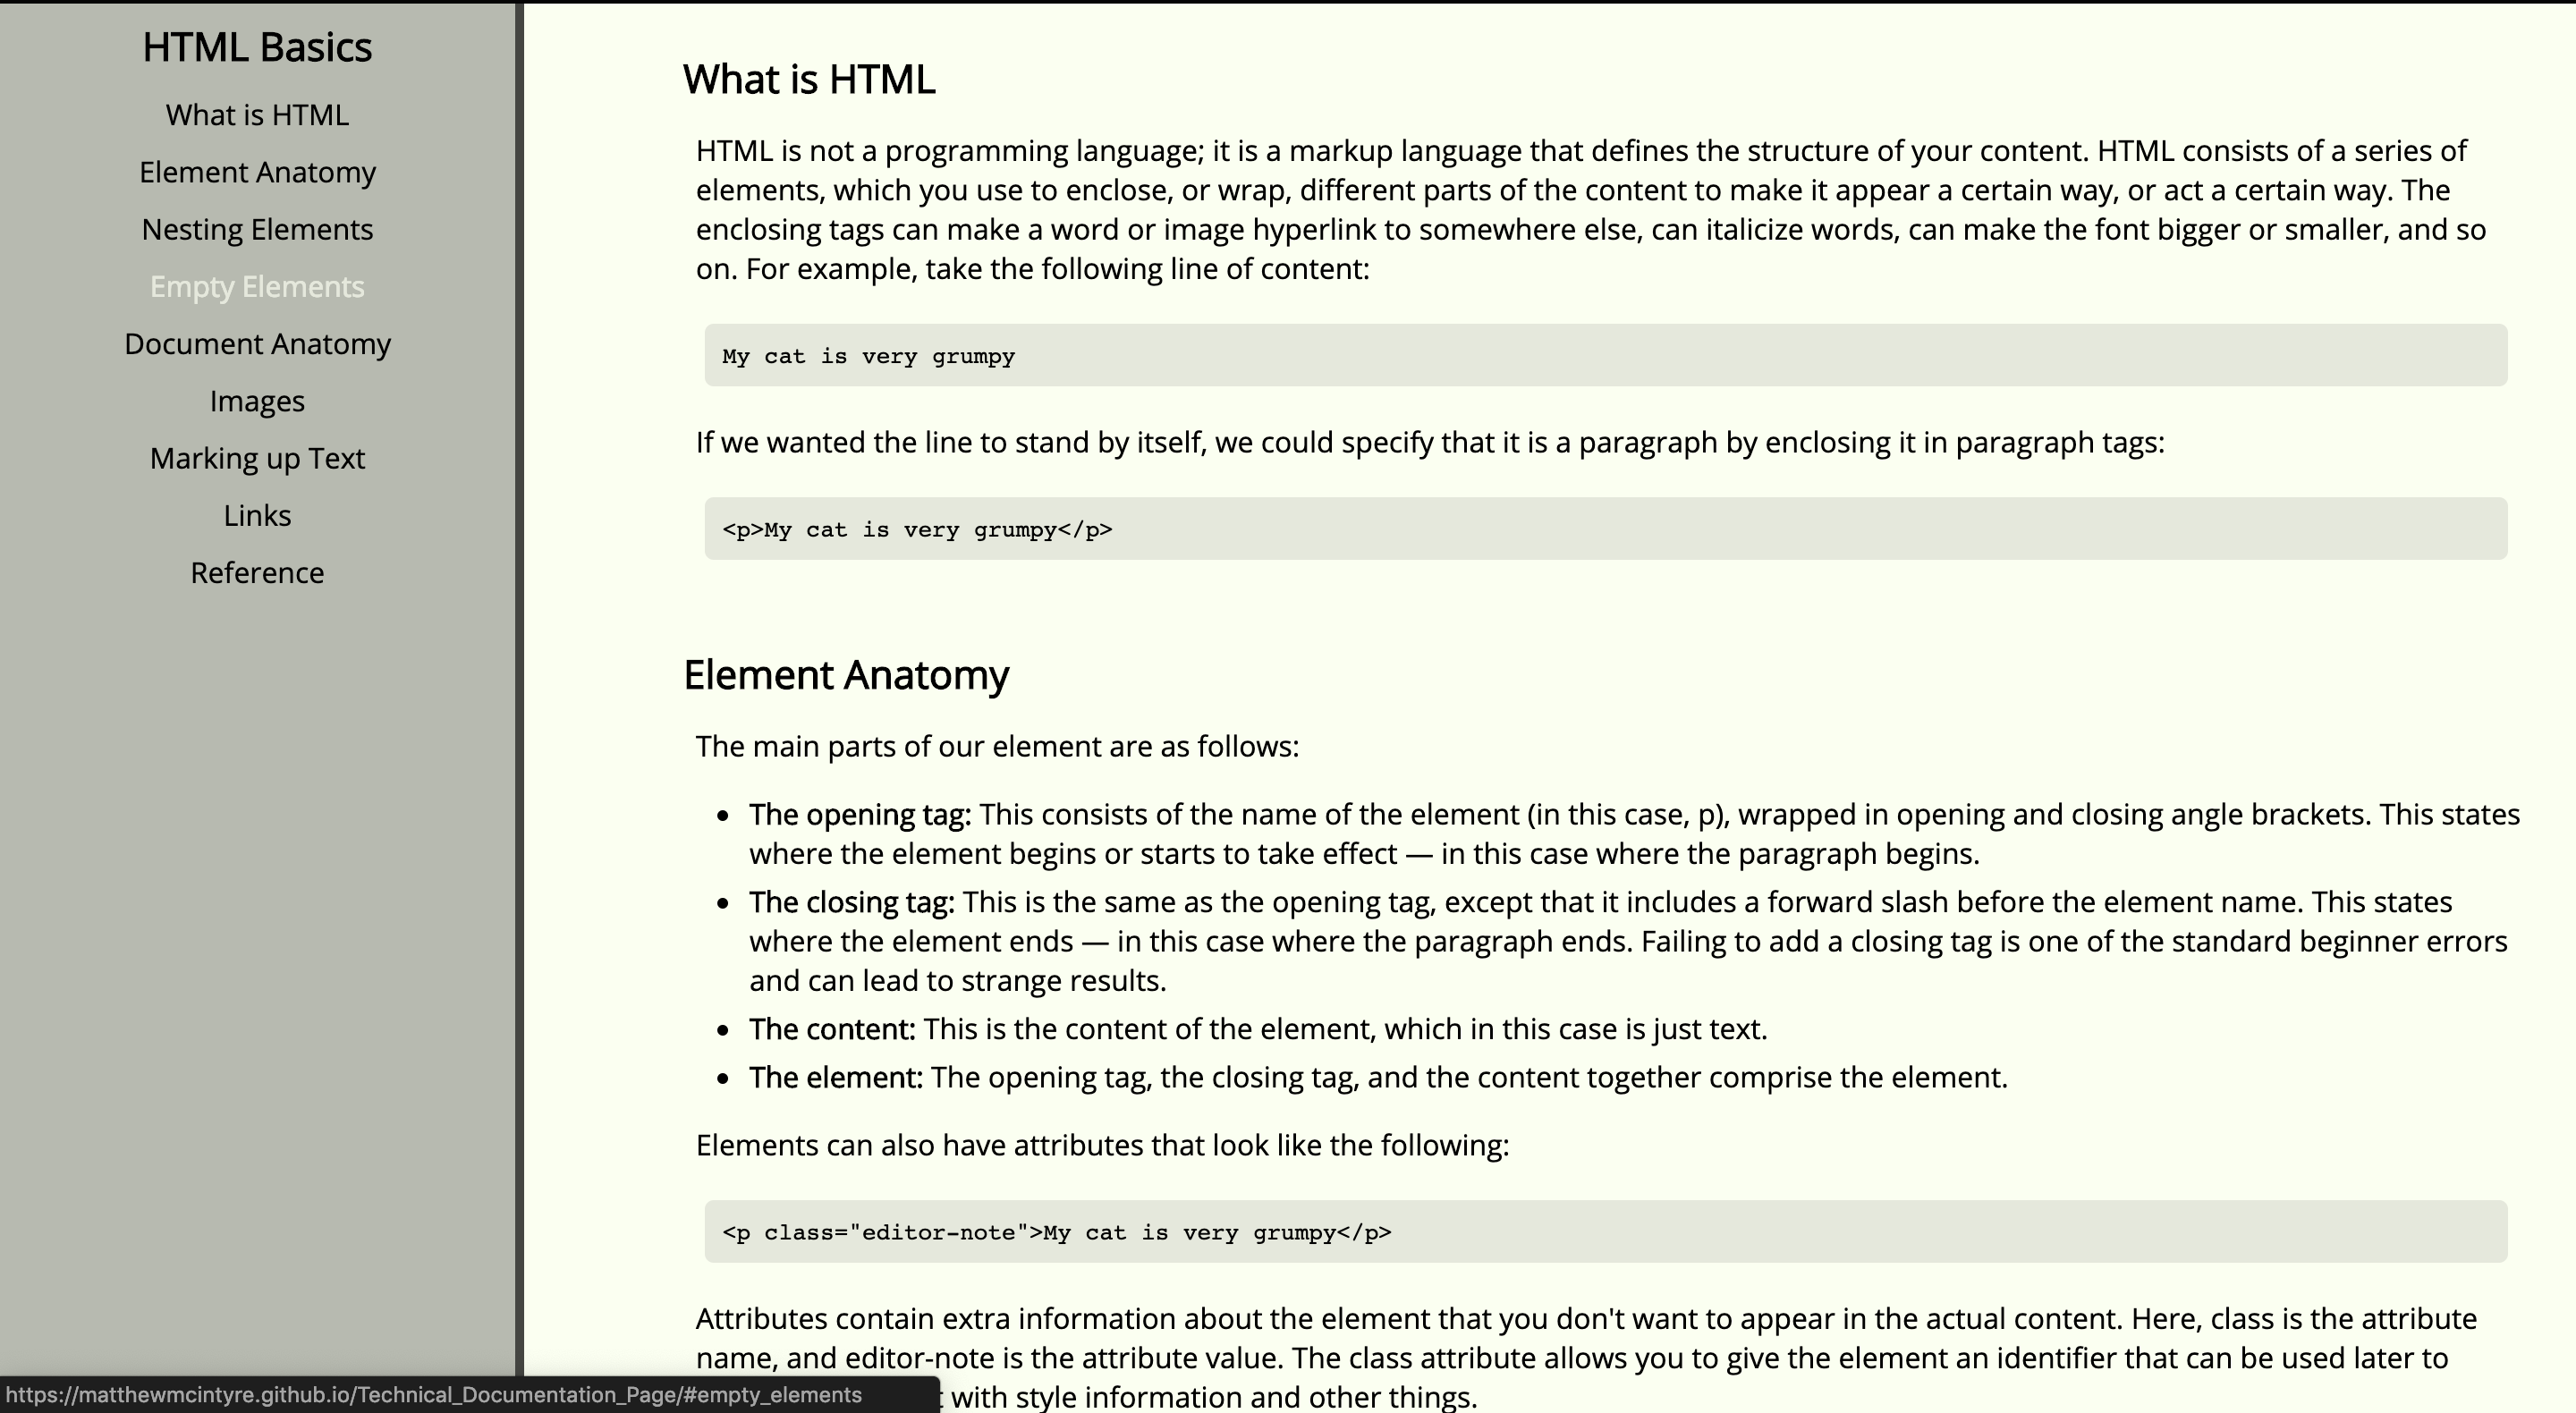 HTML Basics
What is HTML
Element Anatomy
Nesting Elements
Empty Elements
Document Anatomy
Images
Marking up Text
Links
Reference
What is HTML
HTML is not a programming language; it is a markup language that defines the structure of your content. HTML consists of a series of
elements, which you use to enclose, or wrap, different parts of the content to make it appear a certain way, or act a certain way. The
enclosing tags can make a word or image hyperlink to somewhere else, can italicize words, can make the font bigger or smaller, and so
on. For example, take the following line of content:
My cat is very grumpy
If we wanted the line to stand by itself, we could specify that it is a paragraph by enclosing it in paragraph tags:
<p>My cat is very grumpy</p>
Element Anatomy
The main parts of our element are as follows:
• The opening tag: This consists of the name of the element (in this case, p), wrapped in opening and closing angle brackets. This states
where the element begins or starts to take effect — in this case where the paragraph begins.
• The closing tag: This is the same as the opening tag, except that it includes a forward slash before the element name. This states
where the element ends — in this case where the paragraph ends. Failing to add a closing tag is one of the standard beginner errors
and can lead to strange results.
• The content: This is the content of the element, which in this case is just text.
• The element: The opening tag, the closing tag, and the content together comprise the element.
Elements can also have attributes that look like the following:
<p class="editor-note">My cat is very grumpy</p>
Attributes contain extra information about the element that you don't want to appear in the actual content. Here, class is the attribute
name, and editor-note is the attribute value. The class attribute allows you to give the element an identifier that can be used later to
with style information and other things.
https://matthewmcintyre.github.io/Technical_Documentation_Page/#empty_elements